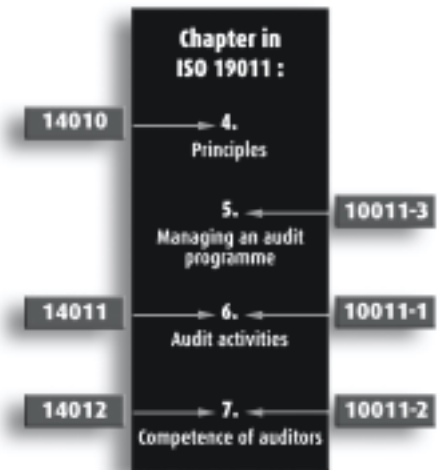 Chapter in
ISO 19011 :
14010
4.
Principles
5.
10011-3
Managing an audit
programme
14011
6.
10011-1
Audit activities
14012
7.
10011-2
Competence of auditors